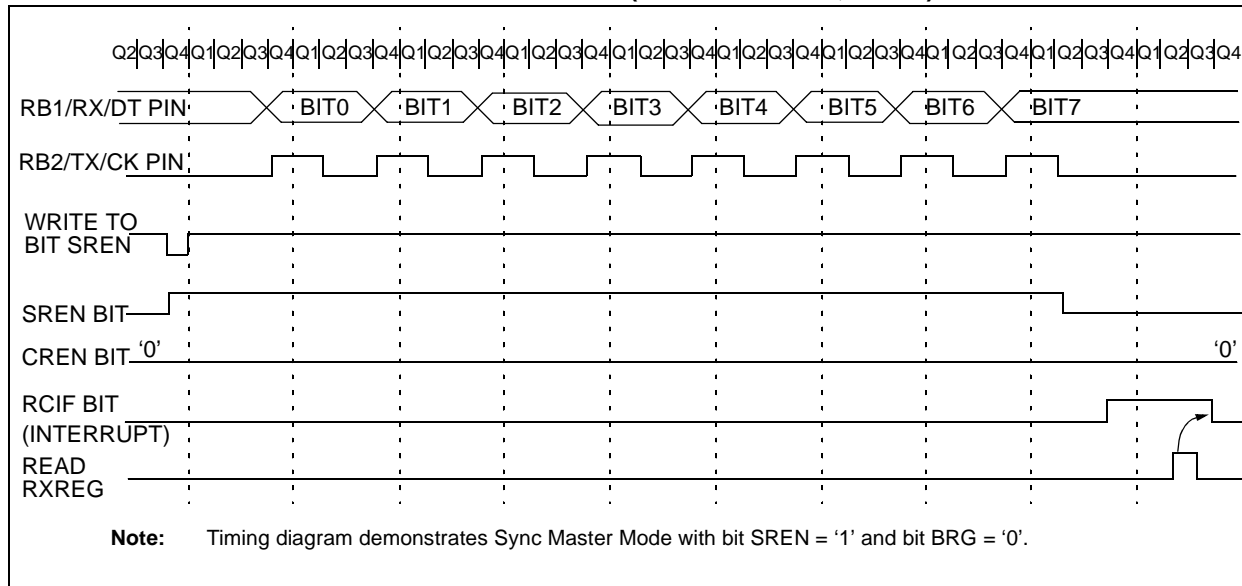 Q2|Q3|Q4|Q1|Q2|Q3|Q4|Q1|Q2|Q3|Q4|Q1|Q2|Q3|Q4|Q1|Q2|Q3|Q4|Q1|Q2|Q3|Q4|Q1|Q2|Q3|Q4|Q1|Q2|Q3|Q4|Q1|Q2|Q3|Q4|Q1|Q2|Q3|Q4|Q1|Q2|Q3|Q4
RB1/RX/DT PIN BIT0 BIT1 BIT2 BIT3 BIT4 BIT5 BIT6 BIT7
RB2/TX/CK PIN
WRITE TO
BIT SREN
SREN BIT
CREN BIT '0' '0'
RCIF BIT
(INTERRUPT)
READ
RXREG
Note: Timing diagram demonstrates Sync Master Mode with bit SREN = '1' and bit BRG = '0'.